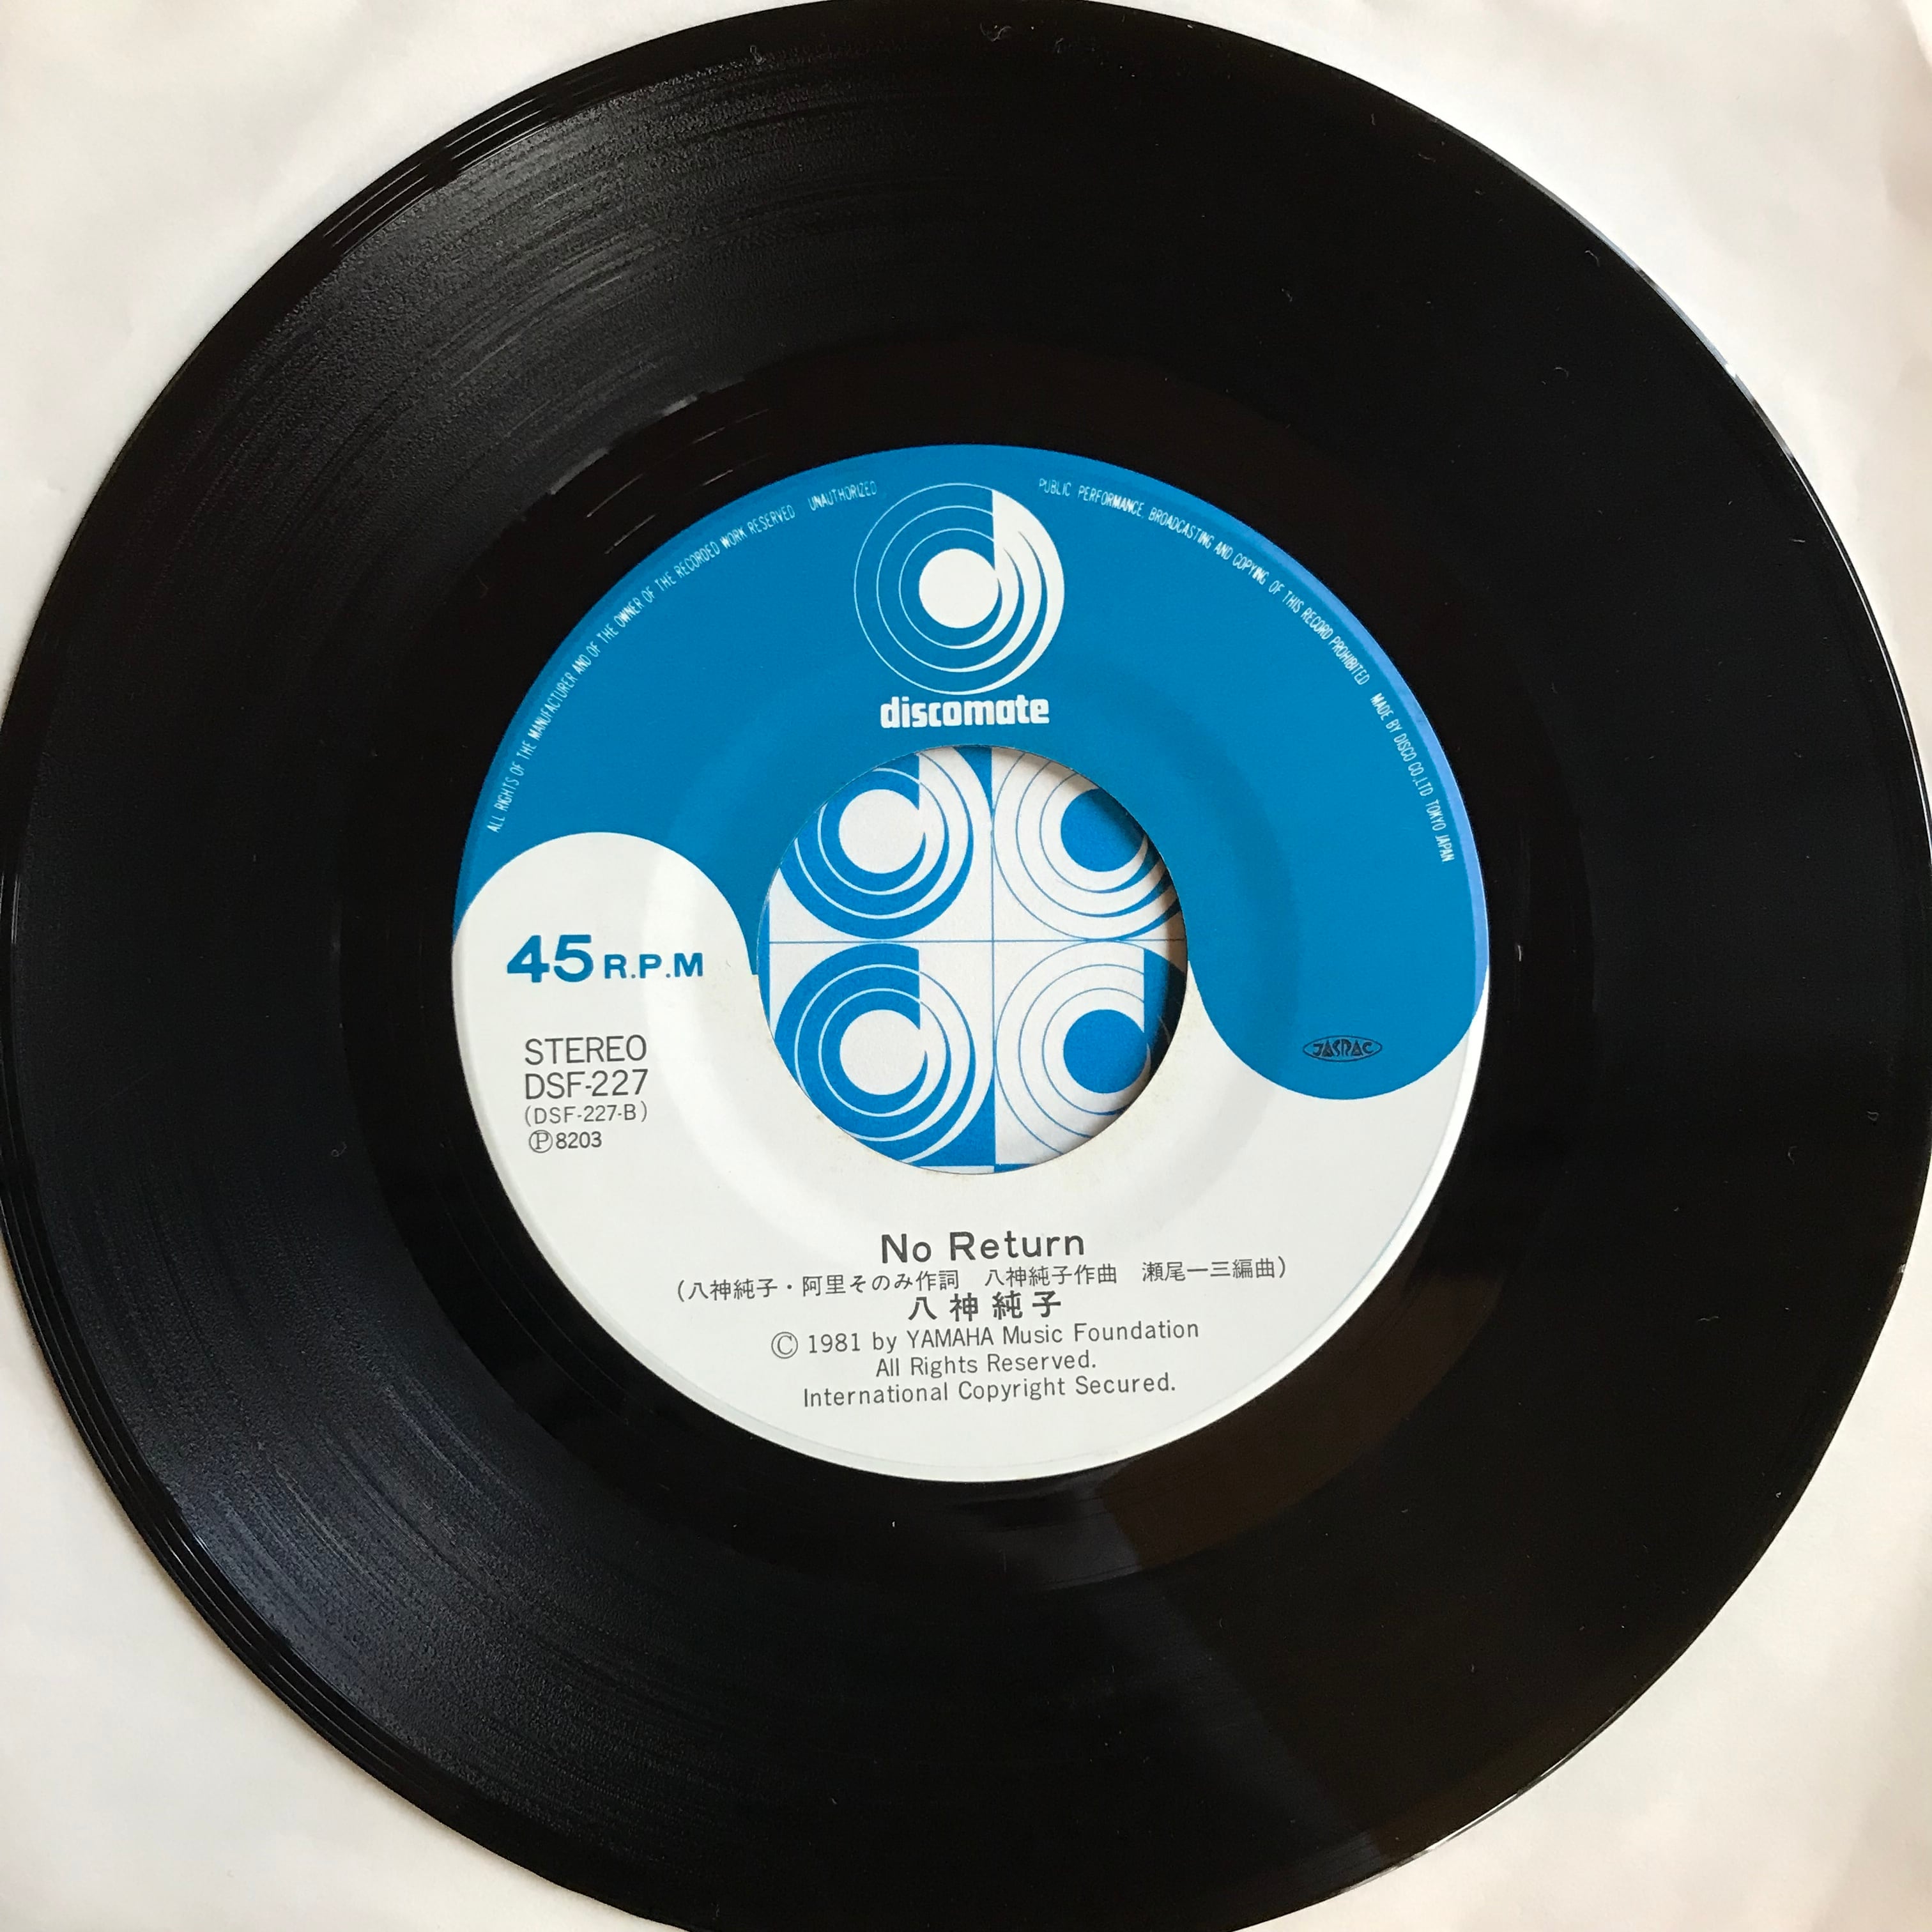 ALL RIGHTS OF THE MANUFACTURER AND OF THE OWNER OF THE RECORDED WORK RESERVED UNAUTHORIZED PUBLIC PERFORMANCE, BROADCASTING AND COPYING OF THIS RECORD PROHIBITED MADE BY DISCO CO.,LTD TOKYO JAPAN
discomate
45 R.P.M
STEREO
DSF-227
(DSF-227-B)
Ⓟ8203
JASRAC
No Return
(八神純子・阿里そのみ作詞 八神純子作曲 瀬尾一三編曲)
八神純子
© 1981 by YAMAHA Music Foundation
All Rights Reserved.
International Copyright Secured.